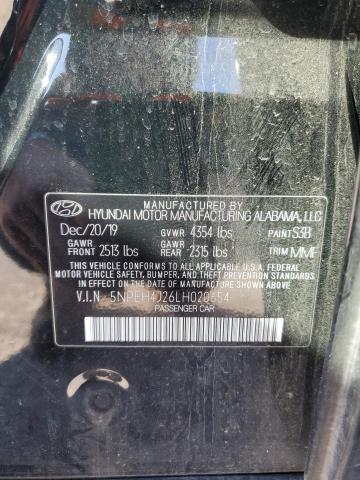 MANUFACTURED BY
HYUNDAI MOTOR MANUFACTURING ALABAMA, LLC
Dec/20/19 GVWR 4354 lbs PAINT S3B
GAWR FRONT 2513 lbs GAWR REAR 2315 lbs TRIM MMF
THIS VEHICLE CONFORMS TO ALL APPLICABLE U.S.A. FEDERAL
MOTOR VEHICLE SAFETY, BUMPER, AND THEFT PREVENTION STANDARDS
IN EFFECT ON THE DATE OF MANUFACTURE SHOWN ABOVE.
V.I.N 5NPEH4J26LH020654
PASSENGER CAR